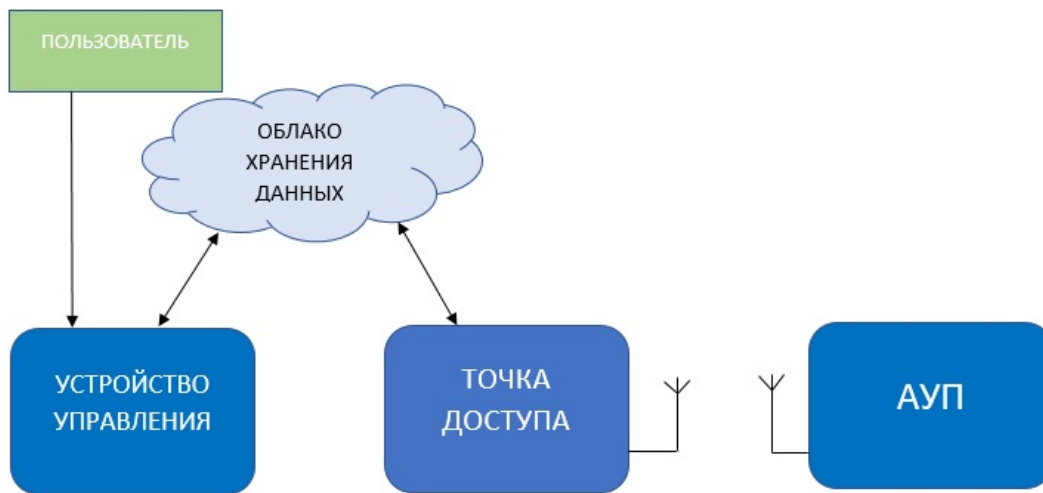 ПОЛЬЗОВАТЕЛЬ
ОБЛАКО
ХРАНЕНИЯ
ДАННЫХ
УСТРОЙСТВО
УПРАВЛЕНИЯ
ТОЧКА
ДОСТУПА
АУП